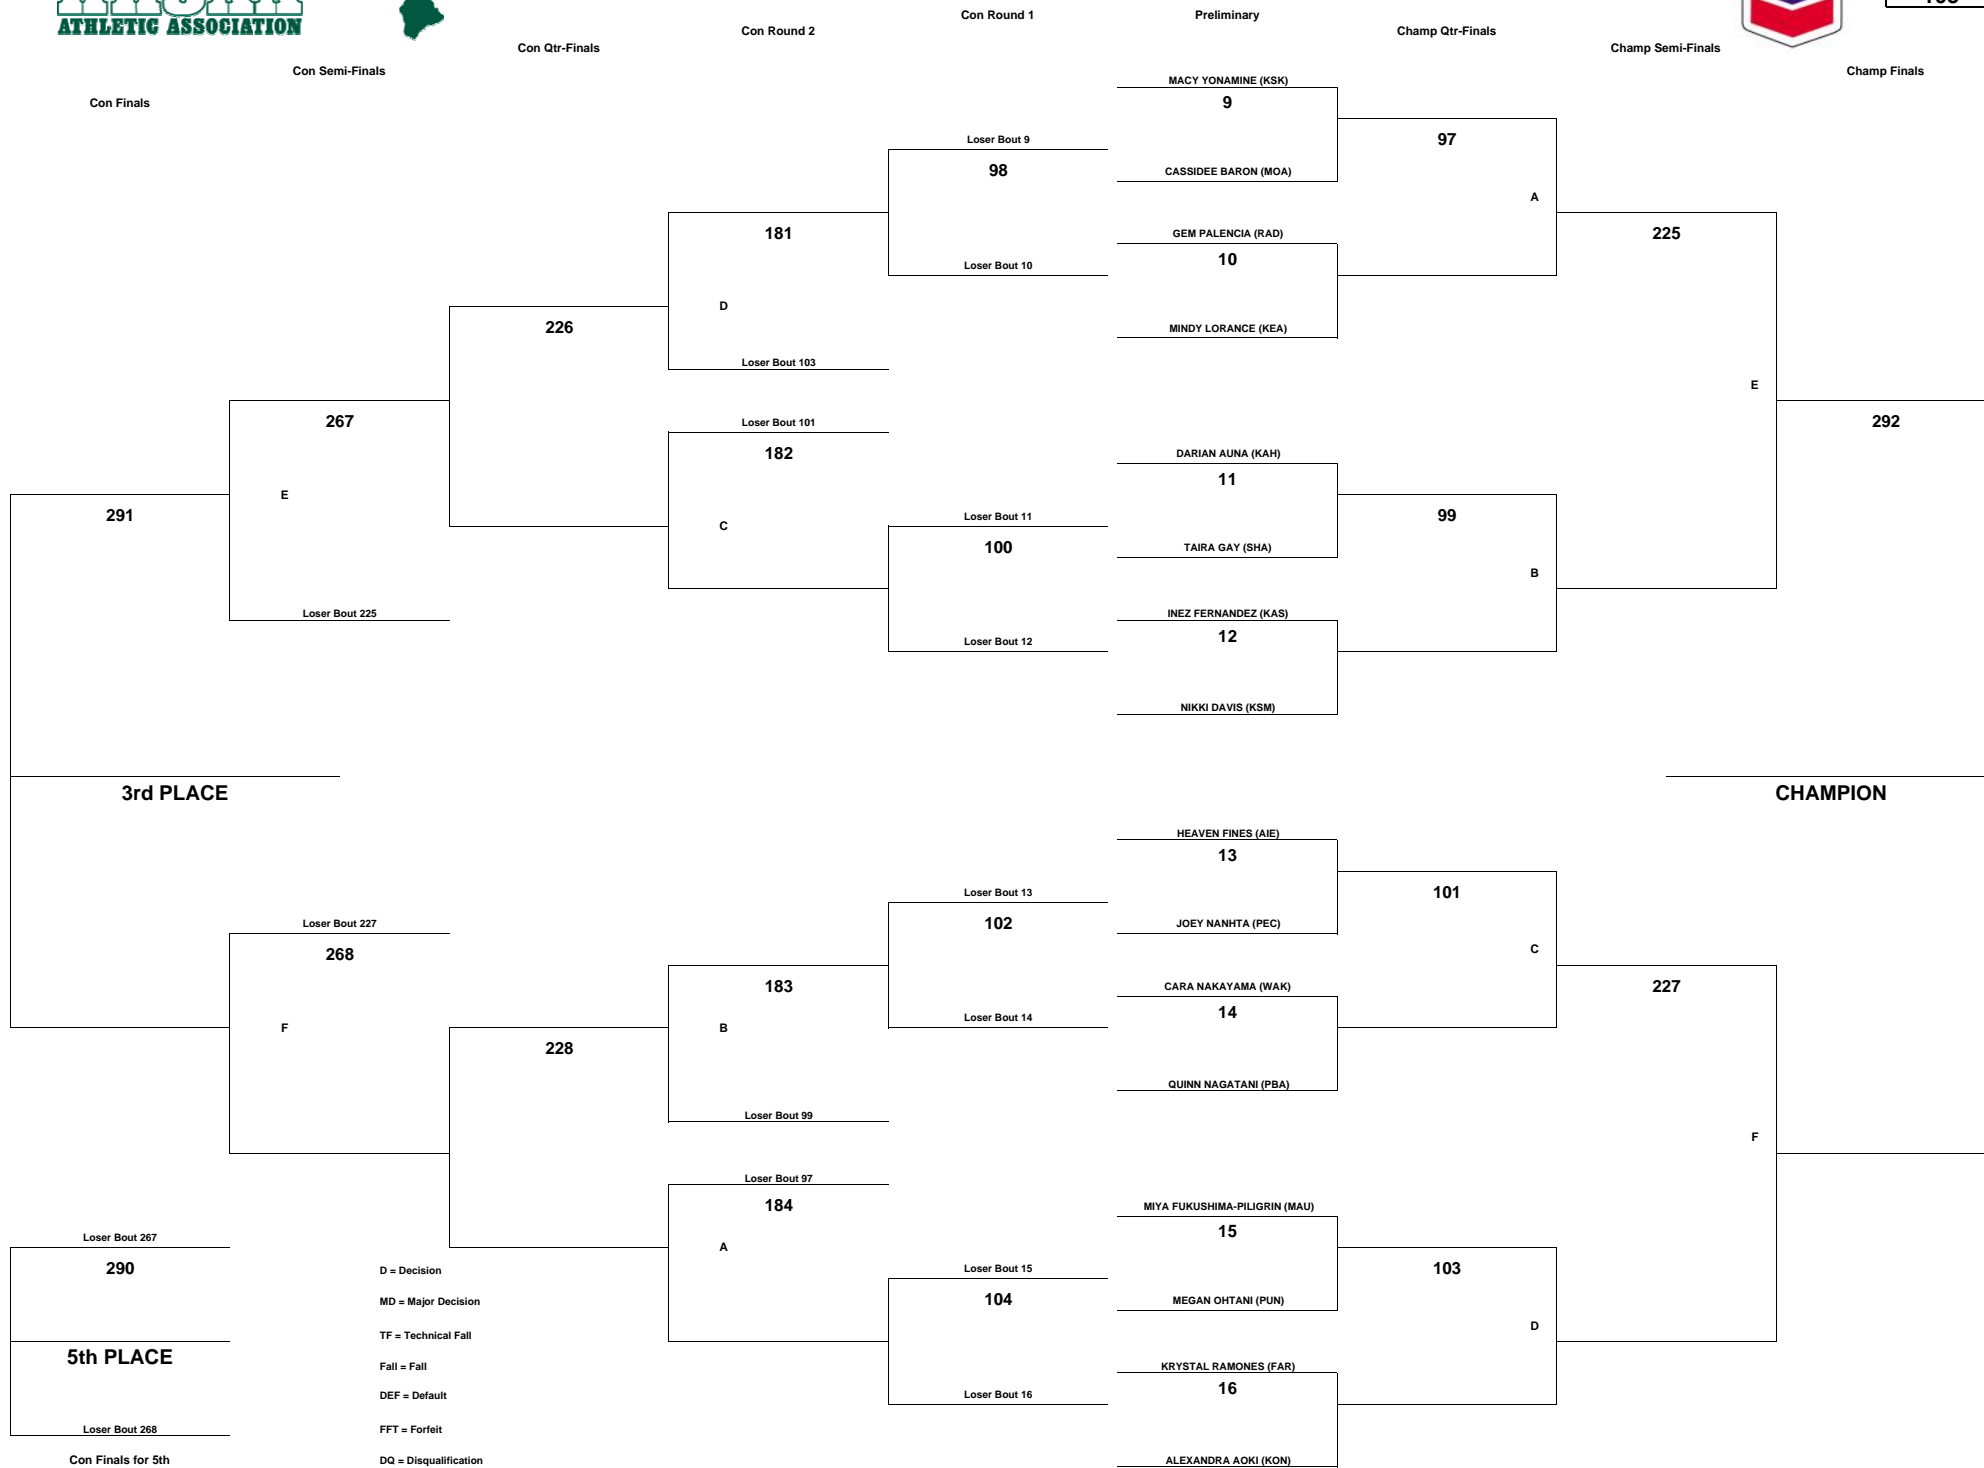 ATHLETIC ASSOCIATION
Con Finals
Con Semi-Finals
Con Qtr-Finals
Con Round 2
Con Round 1
Preliminary
Champ Qtr-Finals
Champ Semi-Finals
Champ Finals
MACY YONAMINE (KSK)
9
97
Loser Bout 9
98
CASSIDEE BARON (MOA)
A
181
GEM PALENCIA (RAD)
225
10
Loser Bout 10
D
226
MINDY LORANCE (KEA)
Loser Bout 103
E
267
Loser Bout 101
292
182
DARIAN AUNA (KAH)
11
E
291
C
Loser Bout 11
99
100
TAIRA GAY (SHA)
B
Loser Bout 225
INEZ FERNANDEZ (KAS)
12
Loser Bout 12
NIKKI DAVIS (KSM)
3rd PLACE
CHAMPION
HEAVEN FINES (AIE)
13
Loser Bout 13
101
Loser Bout 227
102
JOEY NANHTA (PEC)
268
C
183
CARA NAKAYAMA (WAK)
227
14
F
B
Loser Bout 14
228
QUINN NAGATANI (PBA)
Loser Bout 99
F
Loser Bout 97
184
MIYA FUKUSHIMA-PILIGRIN (MAU)
15
Loser Bout 267
A
290
D = Decision
Loser Bout 15
103
MD = Major Decision
104
MEGAN OHTANI (PUN)
D
TF = Technical Fall
5th PLACE
Fall = Fall
KRYSTAL RAMONES (FAR)
16
DEF = Default
Loser Bout 16
Loser Bout 268
FFT = Forfeit
Con Finals for 5th
DQ = Disqualification
ALEXANDRA AOKI (KON)